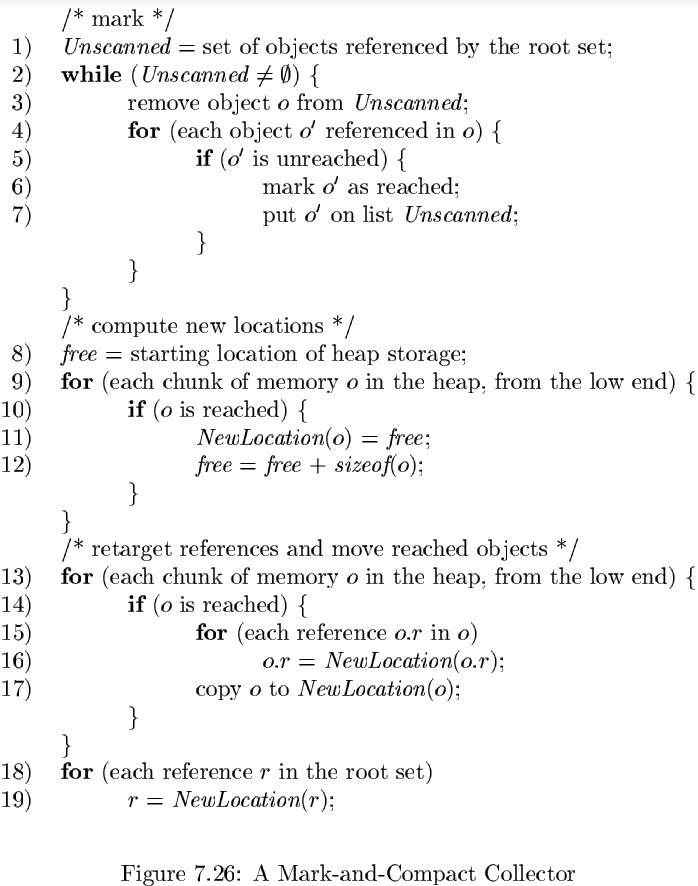 /* mark */
1) Unscanned = set of objects referenced by the root set;
2) while (Unscanned ≠ ∅) {
3) remove object o from Unscanned;
4) for (each object o′ referenced in o) {
5) if (o′ is unreached) {
6) mark o′ as reached;
7) put o′ on list Unscanned;
}
}
}
/* compute new locations */
8) free = starting location of heap storage;
9) for (each chunk of memory o in the heap, from the low end) {
10) if (o is reached) {
11) NewLocation(o) = free;
12) free = free + sizeof(o);
}
}
/* retarget references and move reached objects */
13) for (each chunk of memory o in the heap, from the low end) {
14) if (o is reached) {
15) for (each reference o.r in o)
16) o.r = NewLocation(o.r);
17) copy o to NewLocation(o);
}
}
18) for (each reference r in the root set)
19) r = NewLocation(r);
Figure 7.26: A Mark-and-Compact Collector